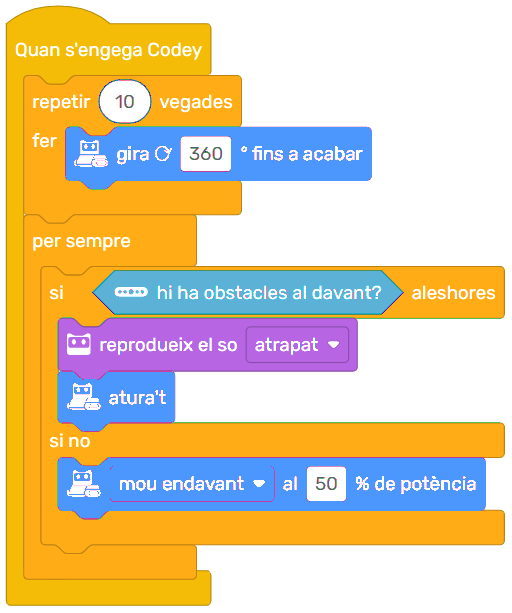 Quan s'engega Codey
repetir 10 vegades
fer
gira 360 ° fins a acabar
per sempre
si hi ha obstacles al davant? aleshores
reprodueix el so atrapat
atura't
si no
mou endavant al 50 % de potència